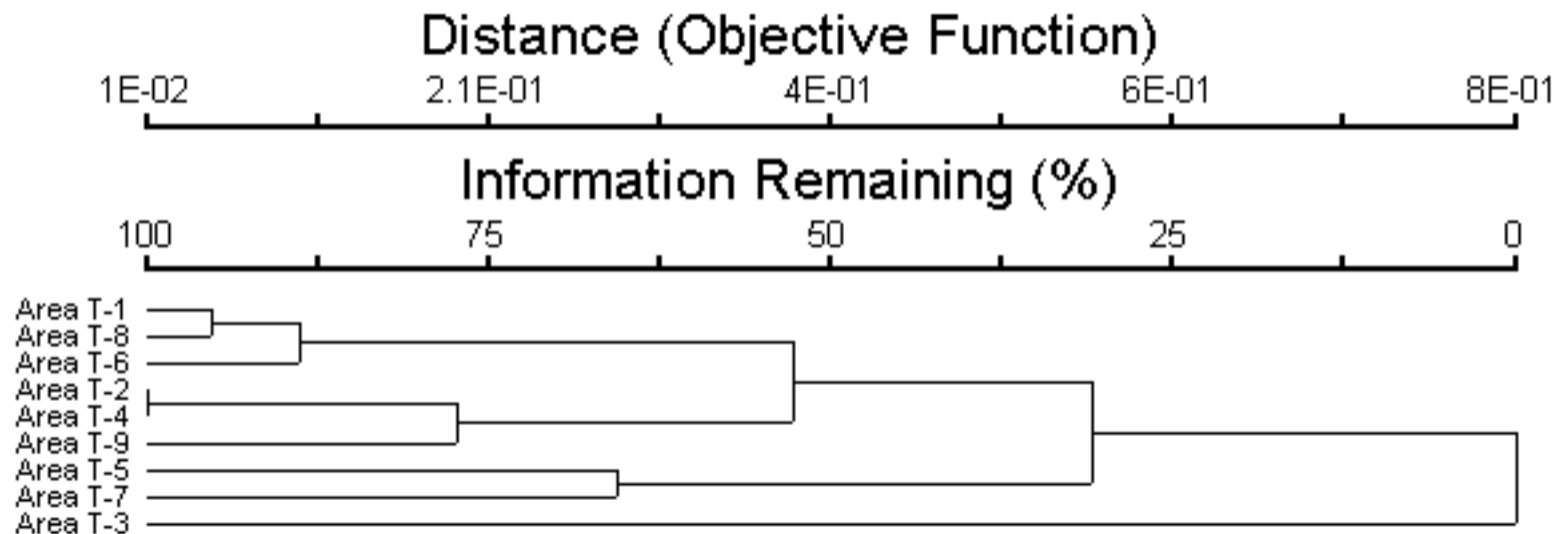 Distance (Objective Function)
1E-02 2.1E-01 4E-01 6E-01 8E-01
Information Remaining (%)
100 75 50 25 0
Area T-1
Area T-8
Area T-6
Area T-2
Area T-4
Area T-9
Area T-5
Area T-7
Area T-3